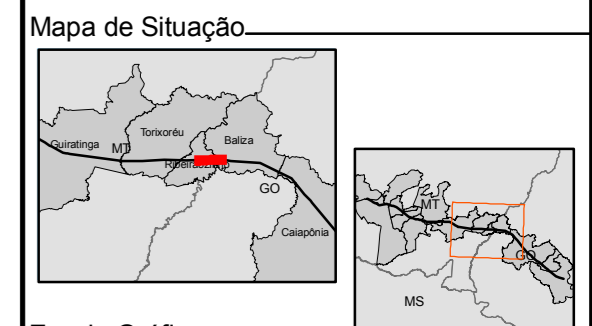 Mapa de Situação
Torixoréu
Guiratinga
MT
Baliza
GO
Caiapônia
MT
GO
MS